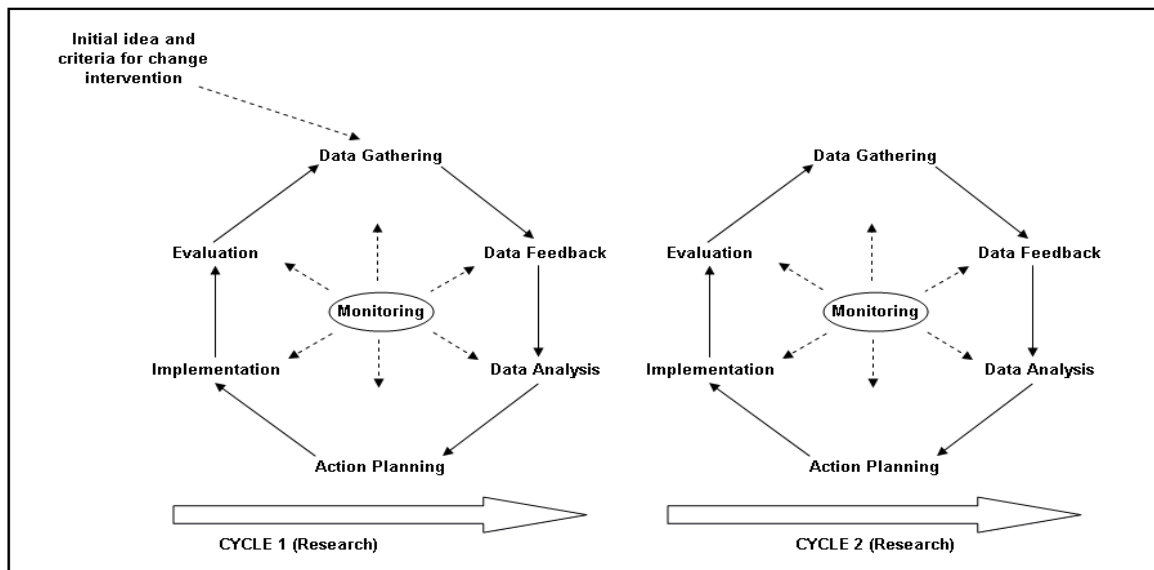 Initial idea and
criteria for change
intervention
Data Gathering
Evaluation
Data Feedback
Monitoring
Implementation
Data Analysis
Action Planning
CYCLE 1 (Research)
Data Gathering
Evaluation
Data Feedback
Monitoring
Implementation
Data Analysis
Action Planning
CYCLE 2 (Research)